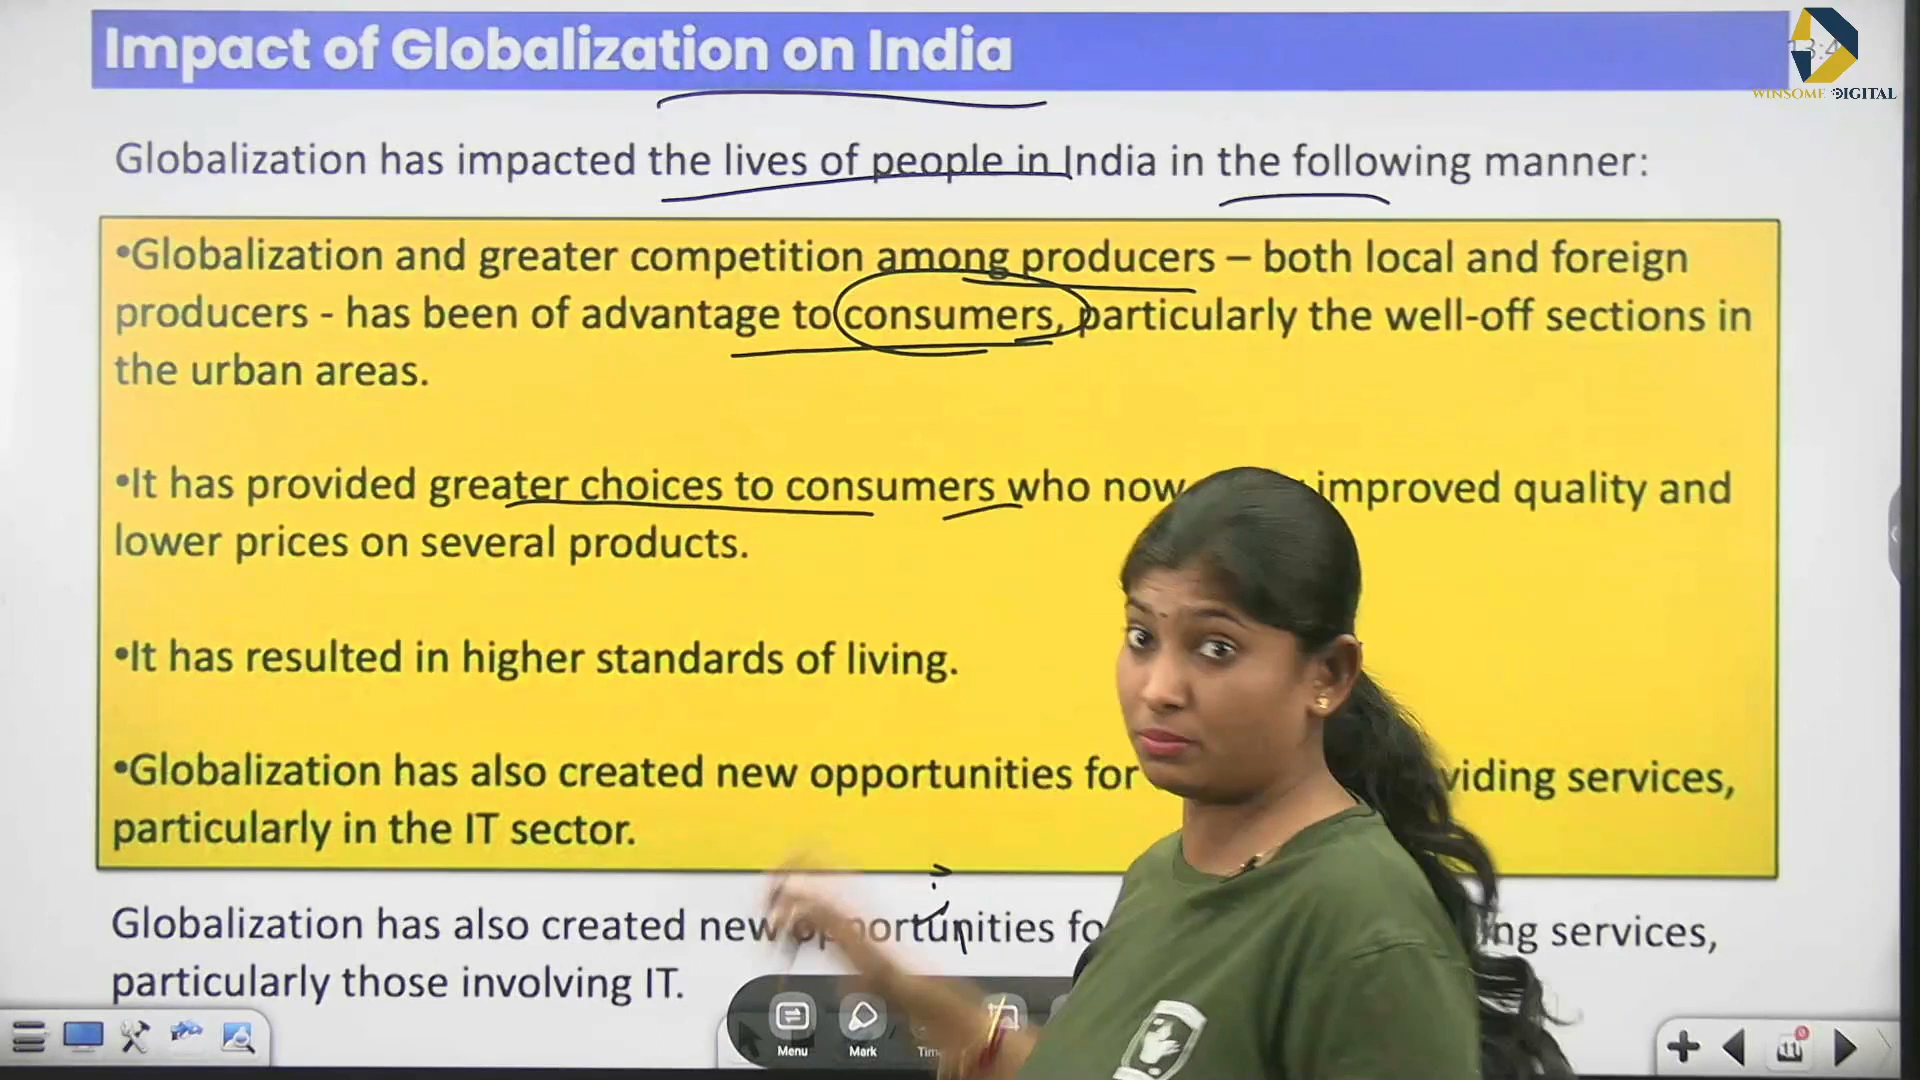 Impact of Globalization on India
WINSOME DIGITAL
Globalization has impacted the lives of people in India in the following manner:
•Globalization and greater competition among producers – both local and foreign
producers - has been of advantage to consumers, particularly the well-off sections in
the urban areas.
•It has provided greater choices to consumers who now improved quality and
lower prices on several products.
•It has resulted in higher standards of living.
•Globalization has also created new opportunities for services,
particularly in the IT sector.
Globalization has also created new opportunities services,
particularly those involving IT.
Menu Mark
11